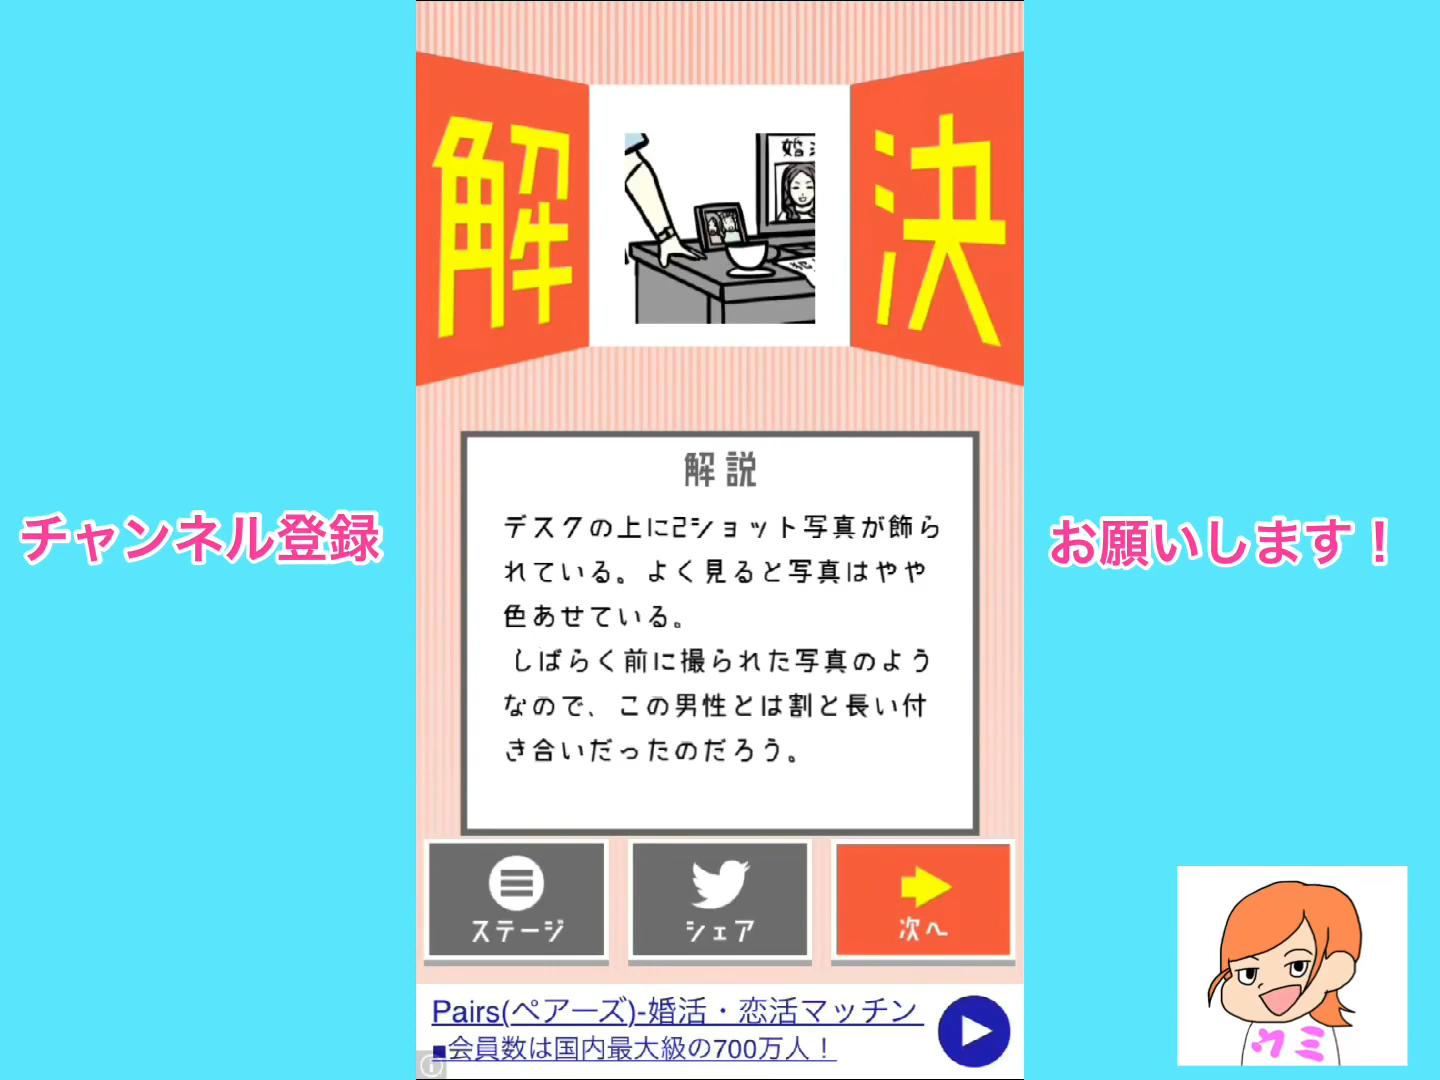 解決
婚
解説
デスクの上に2ショット写真が飾ら
れている。よく見ると写真はやや
色あせている。
しばらく前に撮られた写真のよう
なので、この男性とは割と長い付
き合いだったのだろう。
チャンネル登録
お願いします！
ステージ
シェア
次へ
Pairs(ペアーズ)-婚活・恋活マッチン
■会員数は国内最大級の700万人！
ウミ